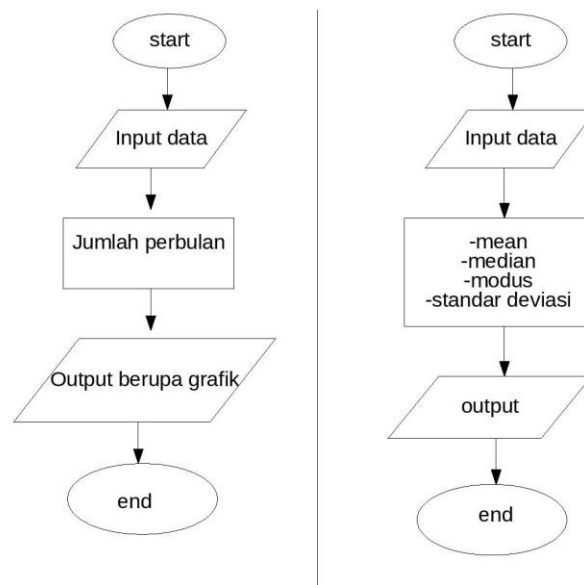 start
Input data
Jumlah perbulan
Output berupa grafik
end
start
Input data
-mean
-median
-modus
-standar deviasi
output
end